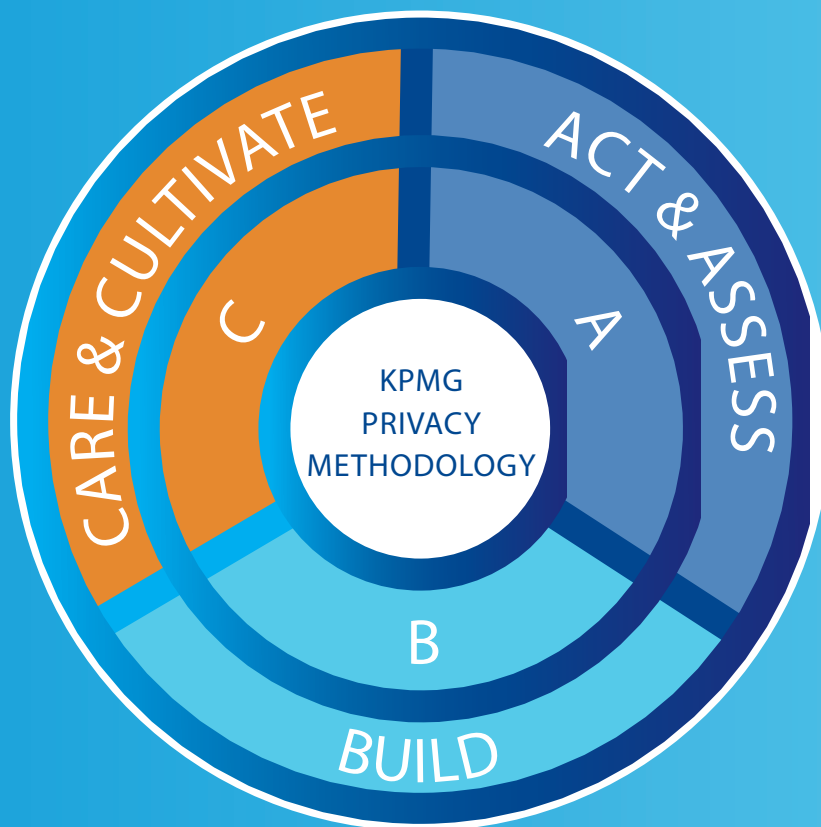 KPMG
PRIVACY
METHODOLOGY
ACT & ASSESS
A
BUILD
B
CARE & CULTIVATE
C